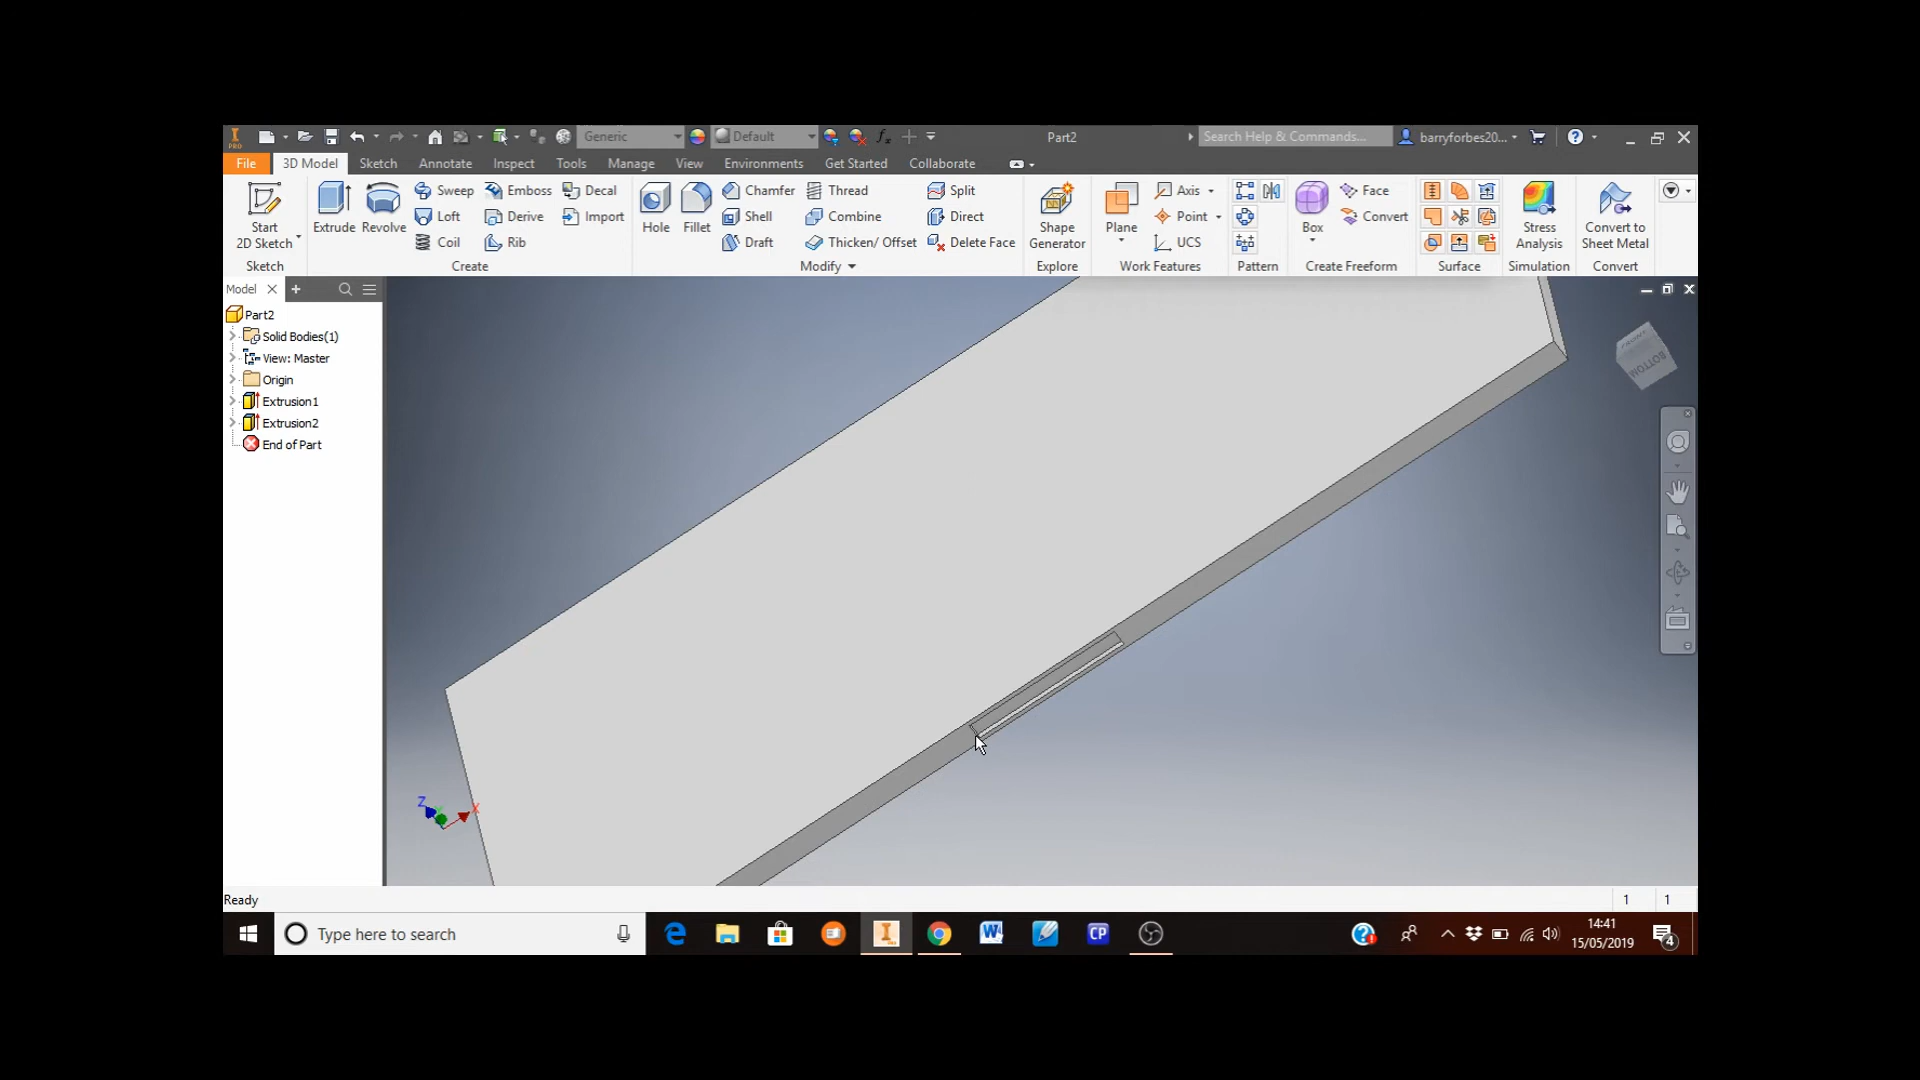 PRO
Generic
Default
Part2
Search Help & Commands...
barryforbes20...
File
3D Model
Sketch
Annotate
Inspect
Tools
Manage
View
Environments
Get Started
Collaborate
Start
2D Sketch
Extrude
Revolve
Sweep
Emboss
Decal
Loft
Derive
Import
Coil
Rib
Hole
Fillet
Chamfer
Thread
Split
Shell
Combine
Direct
Draft
Thicken/ Offset
Delete Face
Shape
Generator
Plane
Axis
Point
UCS
Box
Face
Convert
Stress
Analysis
Convert to
Sheet Metal
Sketch
Create
Modify
Explore
Work Features
Pattern
Create Freeform
Surface
Simulation
Convert
Model
Part2
Solid Bodies(1)
View: Master
Origin
Extrusion1
Extrusion2
End of Part
BOTTOM
Z
X
Ready
1
1
Type here to search
CP
14:41
15/05/2019
4